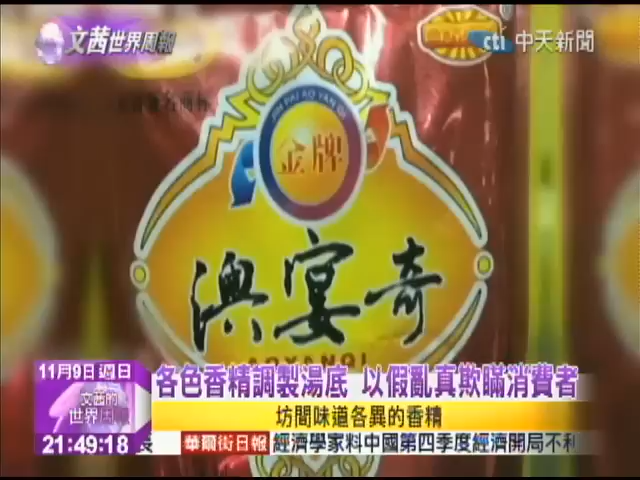 文茜世界周報
cti 中天新聞
JIN PAI AO YAN QI
金牌
澳宴奇
AOYANQI
11月9日 週日
各色香精調製湯底 以假亂真欺瞞消費者
文茜的
世界周報
坊間味道各異的香精
21:49:18
長 華爾街日報 經濟學家料中國第四季度經濟開局不利